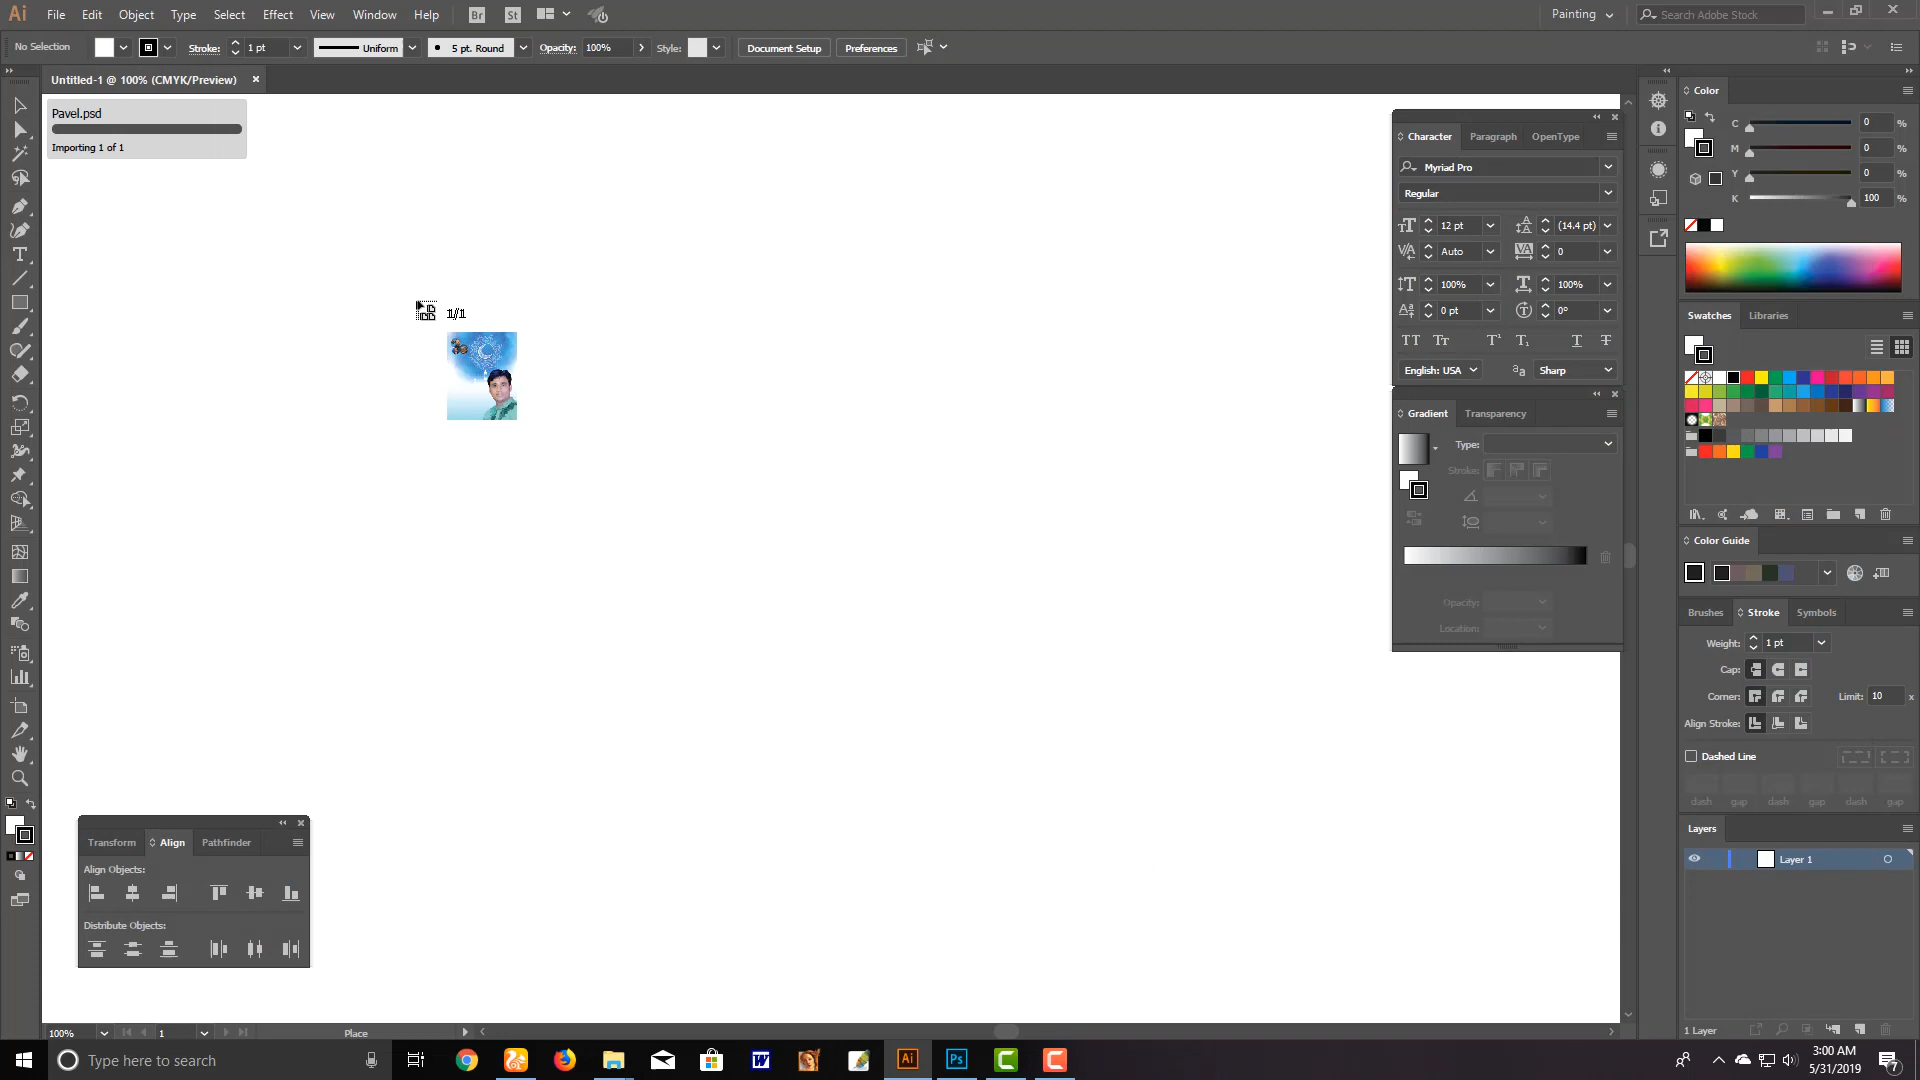 Ai File Edit Object Type Select Effect View Window Help Br St Painting Search Adobe Stock
No Selection Stroke: 1 pt Uniform 5 pt. Round Opacity: 100% Style: Document Setup Preferences
Untitled-1 @ 100% (CMYK/Preview)
Pavel.psd
Importing 1 of 1
1/1
Character Paragraph OpenType
Myriad Pro
Regular
12 pt (14.4 pt)
Auto 0
100% 100%
0 pt 0°
English: USA Sharp
Gradient Transparency
Type:
Stroke:
Opacity:
Location:
Color
C 0 %
M 0 %
Y 0 %
K 100 %
Swatches Libraries
Color Guide
Brushes Stroke Symbols
Weight: 1 pt
Cap:
Corner: Limit: 10 x
Align Stroke:
Dashed Line
dash gap dash gap dash gap
Layers
Layer 1
1 Layer
Transform Align Pathfinder
Align Objects:
Distribute Objects:
100% 1 Place
Type here to search
W Ai Ps
3:00 AM
5/31/2019
7